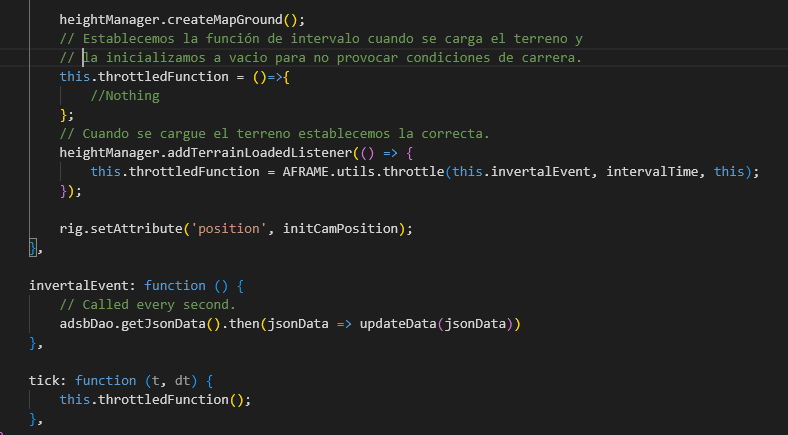 heightManager.createMapGround();
// Establecemos la función de intervalo cuando se carga el terreno y
// la inicializamos a vacio para no provocar condiciones de carrera.
this.throttledFunction = ()=>{
//Nothing
};
// Cuando se cargue el terreno establecemos la correcta.
heightManager.addTerrainLoadedListener(() => {
this.throttledFunction = AFRAME.utils.throttle(this.invertalEvent, intervalTime, this);
});
rig.setAttribute('position', initCamPosition);
},
invertalEvent: function () {
// Called every second.
adsbDao.getJsonData().then(jsonData => updateData(jsonData))
},
tick: function (t, dt) {
this.throttledFunction();
},